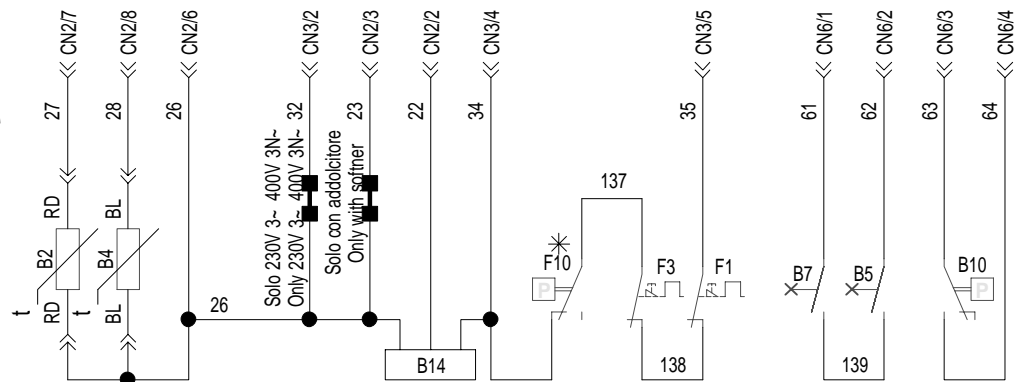 CN2/7
CN2/8
CN2/6
CN3/2
CN2/3
CN2/2
CN3/4
CN3/5
CN6/1
CN6/2
CN6/3
CN6/4
27
28
26
32
23
22
34
35
61
62
63
64
Solo 230V 3~ 400V 3N~
Only 230V 3~ 400V 3N~
Solo con addolcitore
Only with softner
137
RD
BL
B2
B4
t
t
RD
BL
26
B14
F10
P
F3
F1
138
B7
B5
139
B10
P